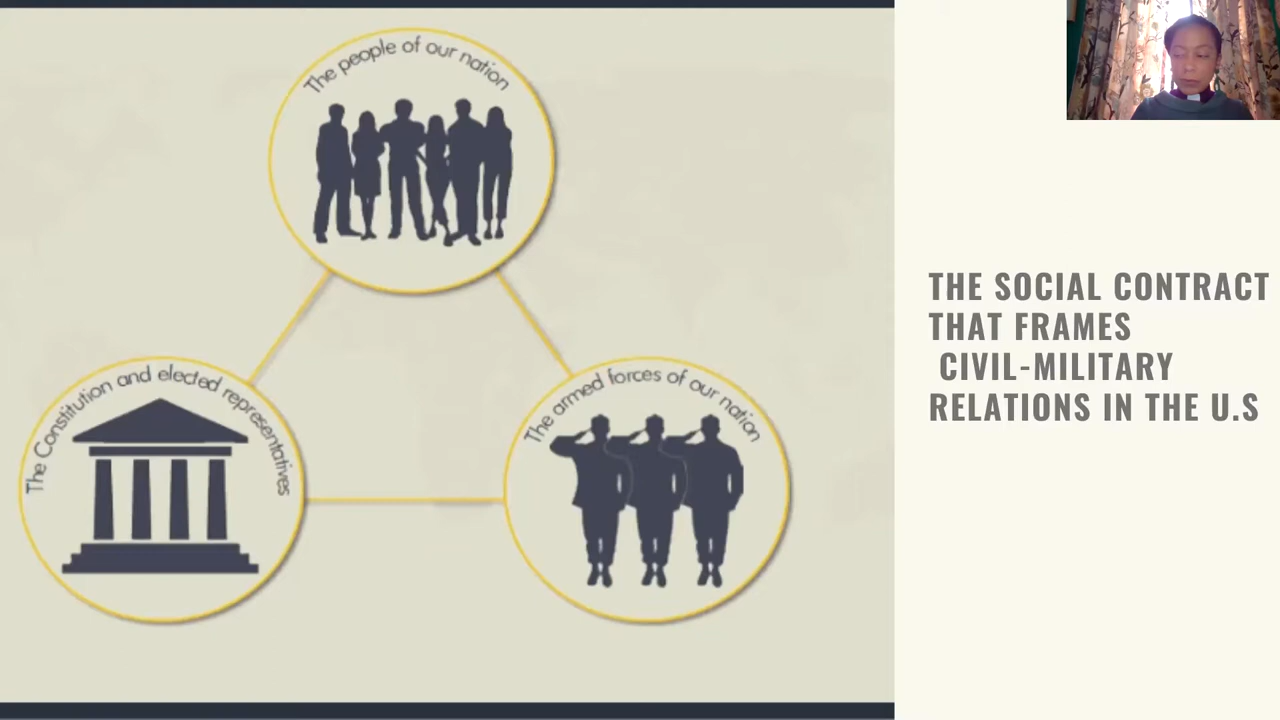 The people of our nation
The Constitution and elected representatives
The armed forces of our nation
THE SOCIAL CONTRACT
THAT FRAMES
CIVIL-MILITARY
RELATIONS IN THE U.S